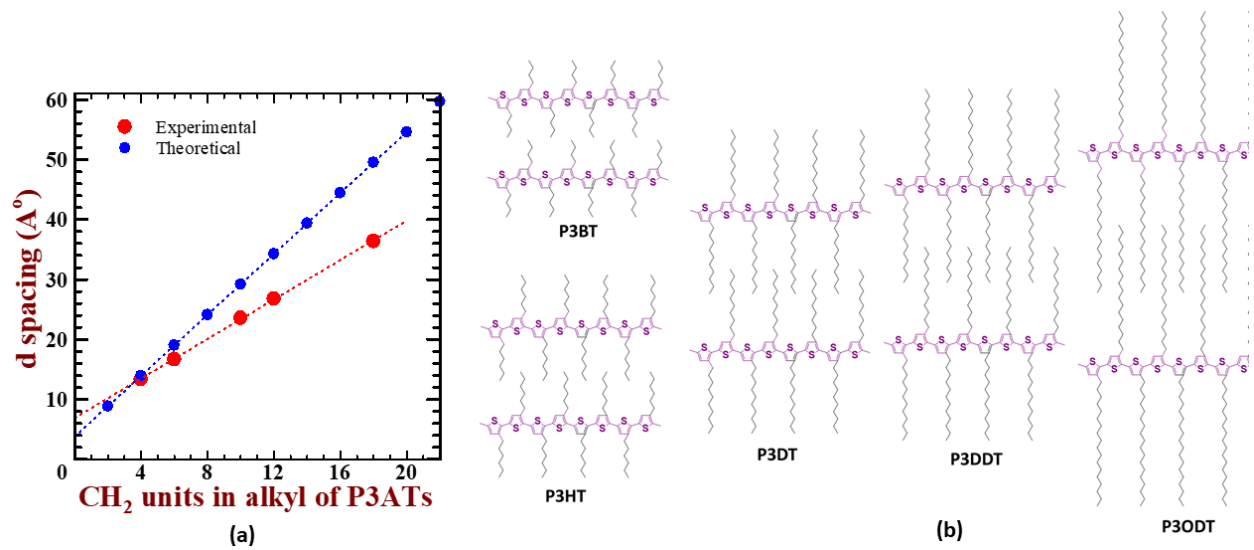 60
50
40
30
20
10
0
4
8
12
16
20
d spacing (A°)
Experimental
Theoretical
CH₂ units in alkyl of P3ATs
(a)
P3BT
P3HT
P3DT
P3DDT
P3ODT
(b)
S S S S S S S S
S S S S S S S S
S S S S S S S S
S S S S S S S S
S S S S S S S S
S S S S S S S S
S S S S S S S S
S S S S S S S S
S S S S S S S S
S S S S S S S S